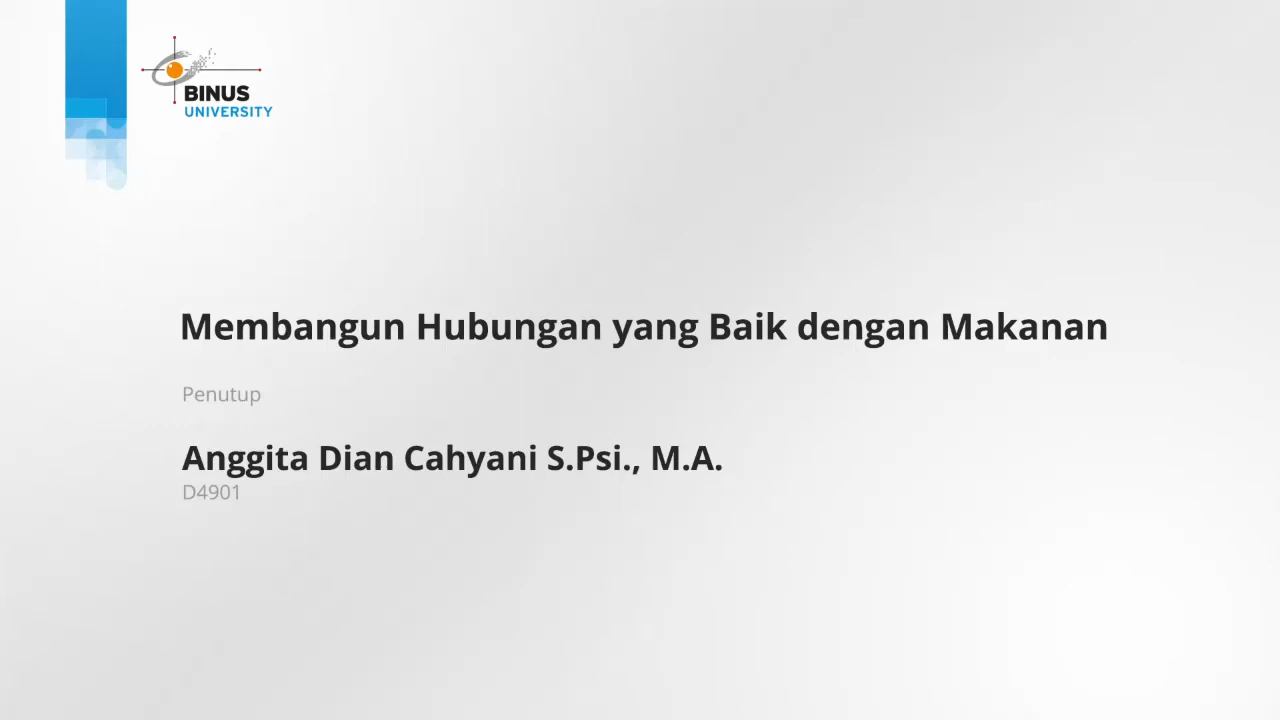 BINUS
UNIVERSITY
Membangun Hubungan yang Baik dengan Makanan
Penutup
Anggita Dian Cahyani S.Psi., M.A.
D4901